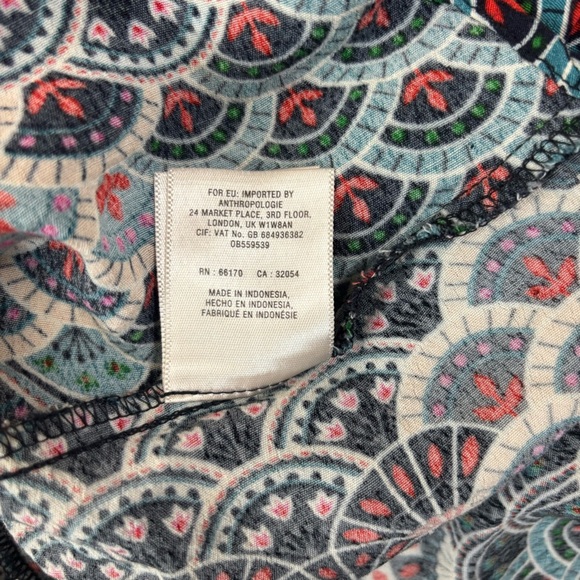 FOR EU: IMPORTED BY
ANTHROPOLOGIE
24 MARKET PLACE, 3RD FLOOR,
LONDON, UK W1W8AN
CIF: VAT No. GB 684936382
OB559539
RN : 66170 CA : 32054
MADE IN INDONESIA,
HECHO EN INDONESIA,
FABRIQUÉ EN INDONÉSIE